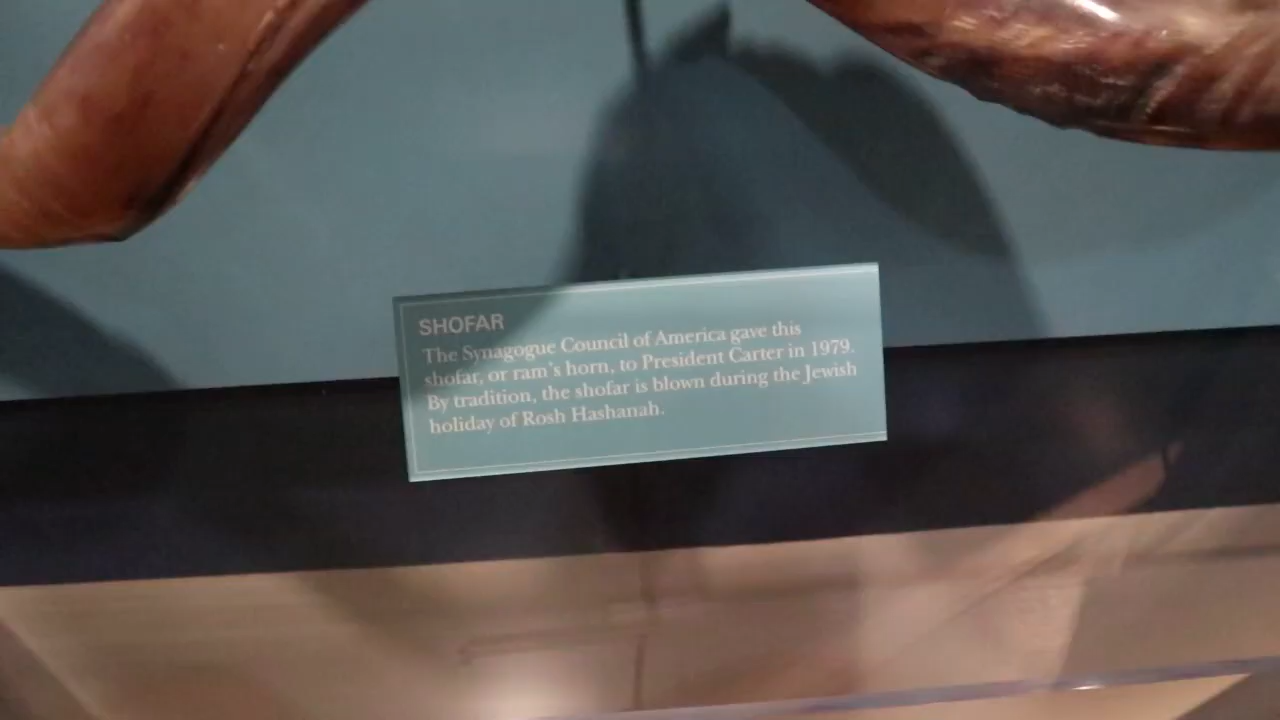 SHOFAR
The Synagogue Council of America gave this
shofar, or ram's horn, to President Carter in 1979.
By tradition, the shofar is blown during the Jewish
holiday of Rosh Hashanah.